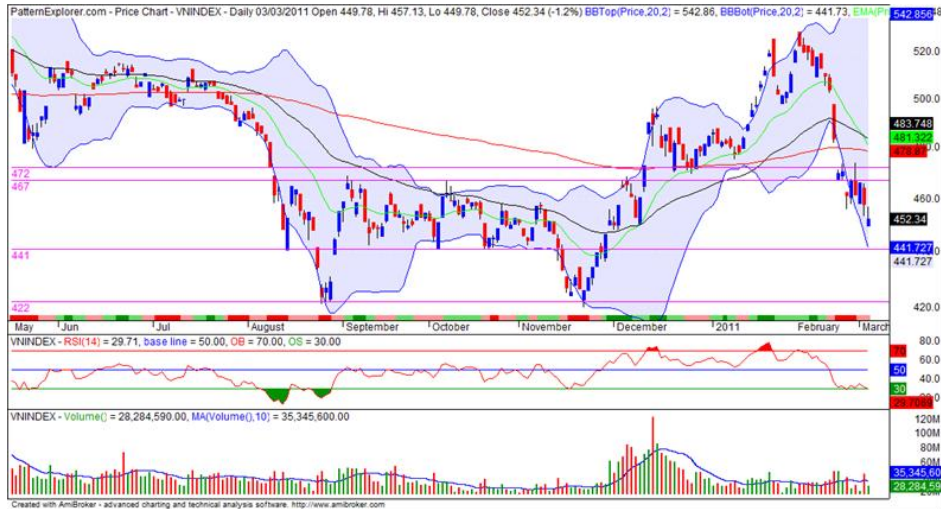 PatternExplorer.com - Price Chart - VNINDEX - Daily 03/03/2011 Open 449.78, Hi 457.13, Lo 449.78, Close 452.34 (-1.2%) BBTop(Price,20,2) = 542.86, BBBot(Price,20,2) = 441.73,
542.856
520.0
500.0
483.748
481.322
478.87
472
467
460.00
452.34
441.727
441
441.727
422
420.00
May Jun Jul August September October November December 2011 February March
VNINDEX - RSI(14) = 29.71, base line = 50.00, OB = 70.00, OS = 30.00
80.0
70
60.0
50
40.0
30
29.7089
VNINDEX - Volume() = 28,284,590.00, MA(Volume(),10) = 35,345,600.00
120M
100M
80M
60M
35,345.60
28,284.59
20M
Created with AmiBroker - advanced charting and technical analysis software. http://www.amibroker.com